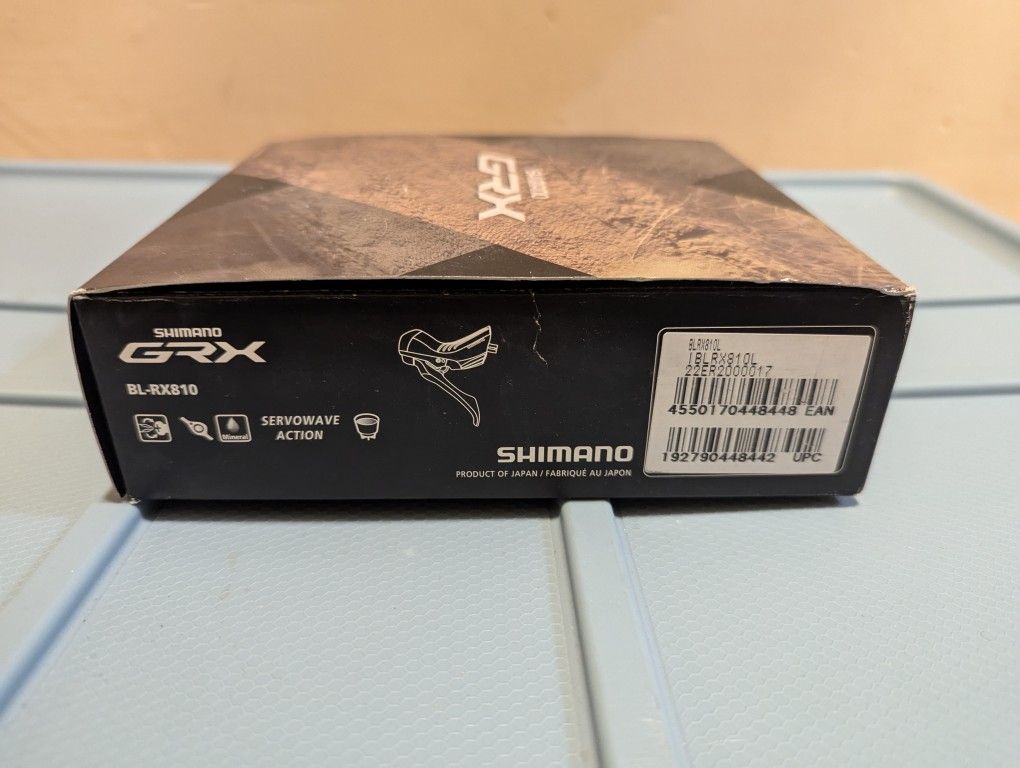 GRX
SHIMANO
SHIMANO
GRX
BL-RX810
Mineral
SERVOWAVE
ACTION
SHIMANO
PRODUCT OF JAPAN / FABRIQUÉ AU JAPON
BLRX810L
IBLRX810L
22ER2000017
4550170448448 EAN
192790448442 UPC